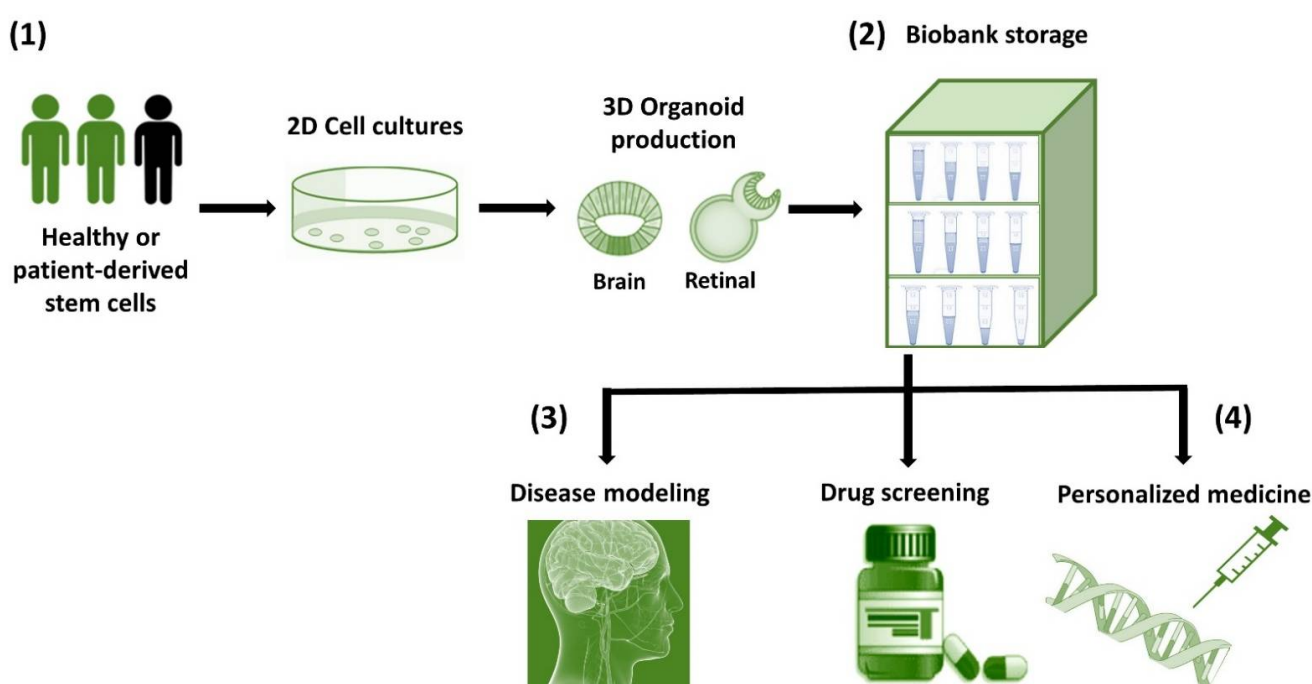 (1)
Healthy or
patient-derived
stem cells
2D Cell cultures
3D Organoid
production
Brain
Retinal
(2) Biobank storage
(3)
Disease modeling
Drug screening
(4)
Personalized medicine